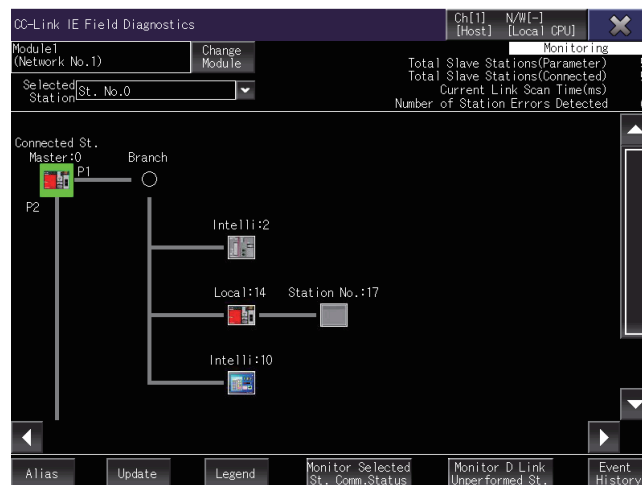 CC-Link IE Field Diagnostics
Ch[1] N/W[-]
[Host] [Local CPU]
Monitoring
Module1
(Network No.1)
Change
Module
Total Slave Stations(Parameter)
Total Slave Stations(Connected)
Current Link Scan Time(ms)
Number of Station Errors Detected
Selected
Station
St. No.0
Connected St.
Master:0
Branch
P1
P2
Intelli:2
Local:14
Station No.:17
Intelli:10
Alias
Update
Legend
Monitor Selected
St. Comm.Status
Monitor D Link
Unperformed St.
Event
History